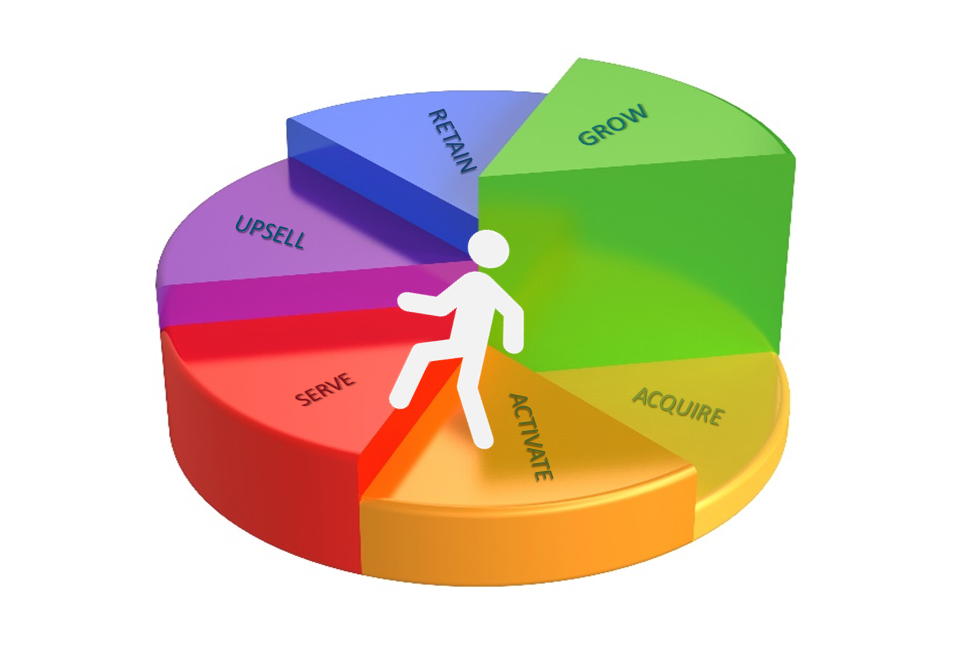 GROW
RETAIN
UPSELL
SERVE
ACTIVATE
ACQUIRE